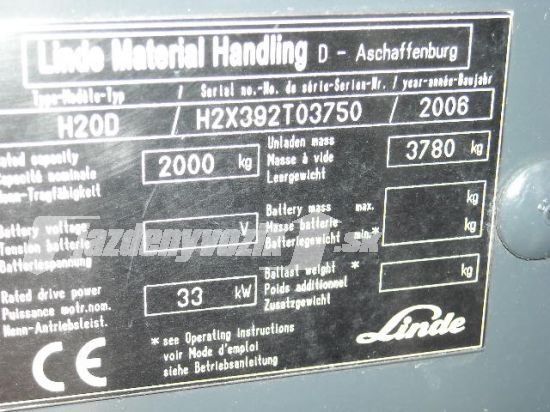 Linde Material Handling D - Aschaffenburg
Type-Modèle-Typ / Serial no.-No. de série-Serien-Nr. / year-année-Baujahr
H20D / H2X392T03750 / 2006
Rated capacity
Capacité nominale
Nenn-Tragfähigkeit
2000 kg
Unladen mass
Masse à vide
Leergewicht
3780 kg
Battery voltage
Tension batterie
Batteriespannung
V
Battery mass max. kg
Masse batterie
Batteriegewicht min.* kg
Rated drive power
Puissance motr.nom.
Nenn-Antriebsleist.
33 kW
Ballast weight *
Poids additionnel
Zusatzgewicht
kg
CE
* see Operating Instructions
voir Mode d'emploi
siehe Betriebsanleitung
Linde
jazdenyvozik.sk